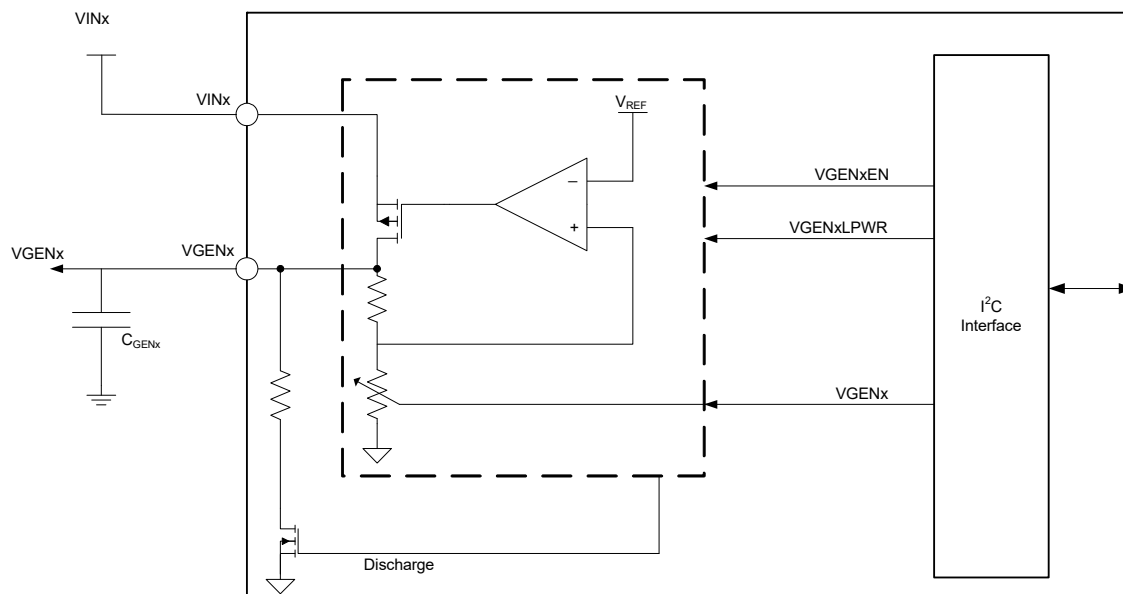 VINx
VINx
VREF
−
+
VGENxEN
VGENxLPWR
VGENx
VGENx
CGENx
I²C
Interface
VGENx
Discharge